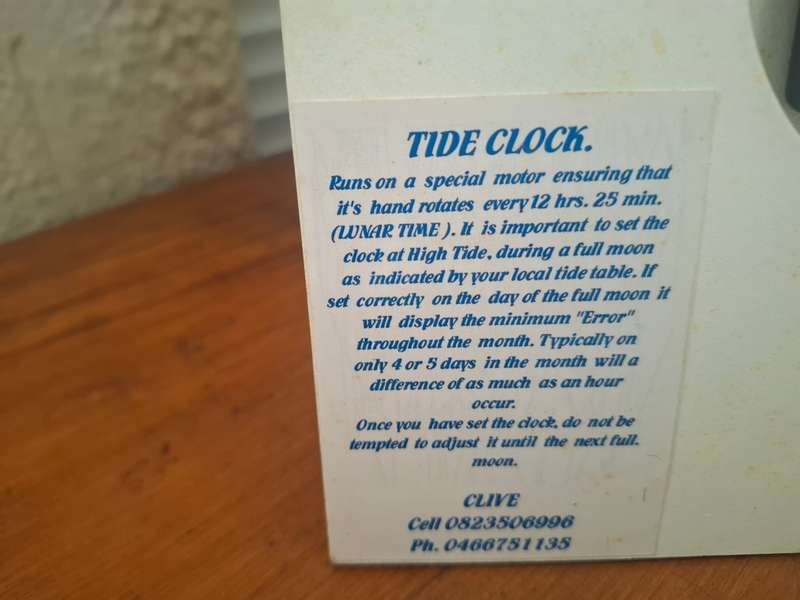 TIDE CLOCK.
Runs on a special motor ensuring that
it's hand rotates every 12 hrs. 25 min.
(LUNAR TIME ). It is important to set the
clock at High Tide, during a full moon
as indicated by your local tide table. If
set correctly on the day of the full moon it
will display the minimum "Error"
throughout the month. Typically on
only 4 or 5 days in the month will a
difference of as much as an hour
occur.
Once you have set the clock, do not be
tempted to adjust it until the next full.
moon.
CLIVE
Cell 0823506996
Ph. 0466751135